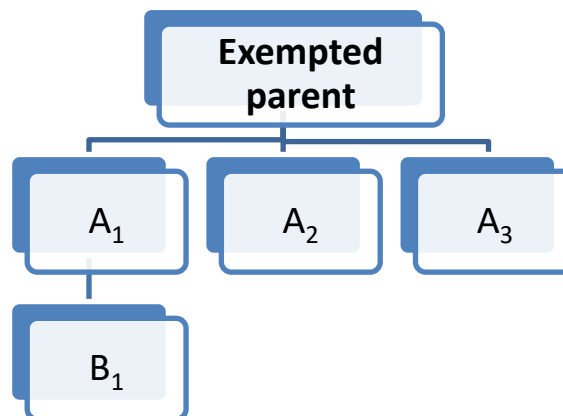 Exempted
parent
A₁
A₂
A₃
B₁